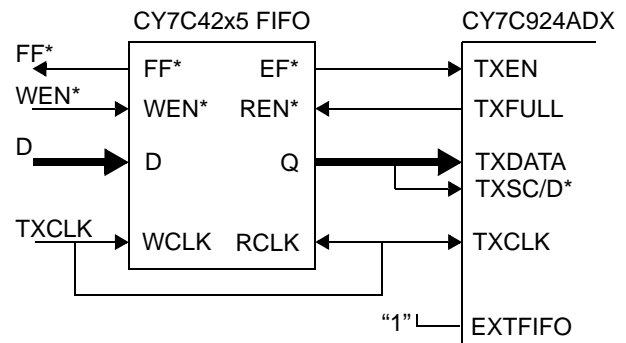 CY7C42x5 FIFO CY7C924ADX
FF* FF* EF* TXEN
WEN* WEN* REN* TXFULL
D D Q TXDATA
TXSC/D*
TXCLK WCLK RCLK TXCLK
“1” EXTFIFO